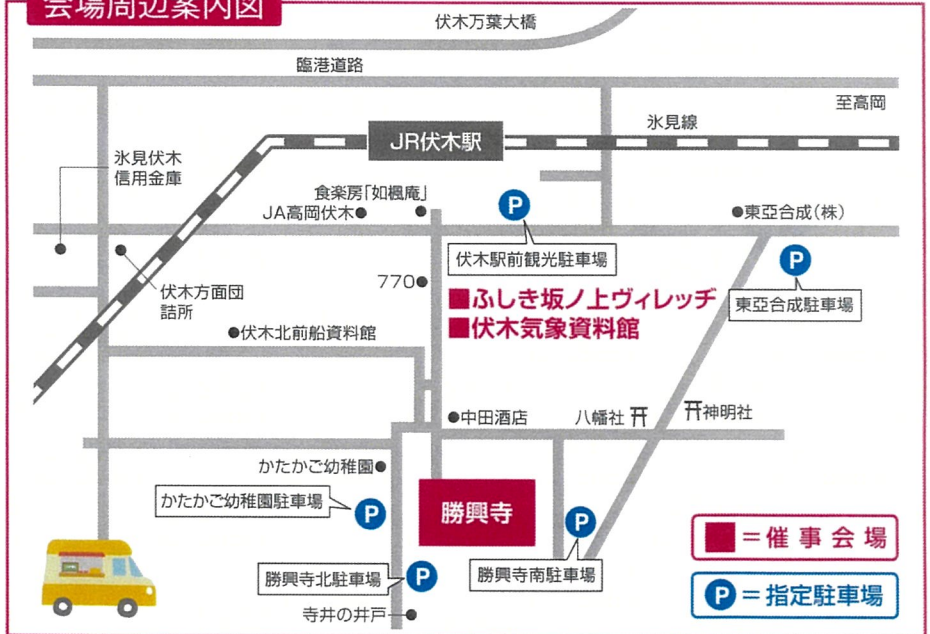 会場周辺案内図
伏木万葉大橋
臨港道路
至高岡
氷見線
JR伏木駅
氷見伏木
信用金庫
食楽房「如楓庵」
JA高岡伏木
P
東亞合成(株)
伏木駅前観光駐車場
P
伏木方面団
詰所
770
■ふしき坂ノ上ヴィレッヂ
東亞合成駐車場
■伏木気象資料館
伏木北前船資料館
中田酒店
八幡社
神明社
かたかご幼稚園
かたかご幼稚園駐車場
P
勝興寺
P
■=催事会場
勝興寺北駐車場
P
勝興寺南駐車場
P=指定駐車場
寺井の井戸